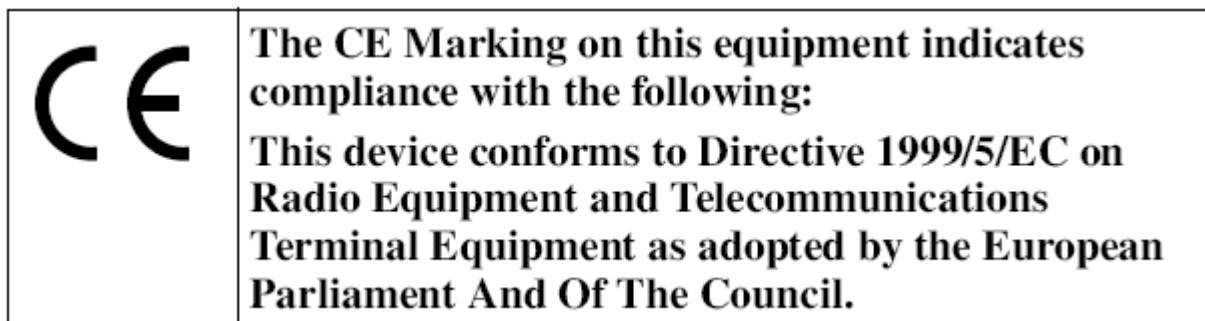 CE
The CE Marking on this equipment indicates
compliance with the following:
This device conforms to Directive 1999/5/EC on
Radio Equipment and Telecommunications
Terminal Equipment as adopted by the European
Parliament And Of The Council.